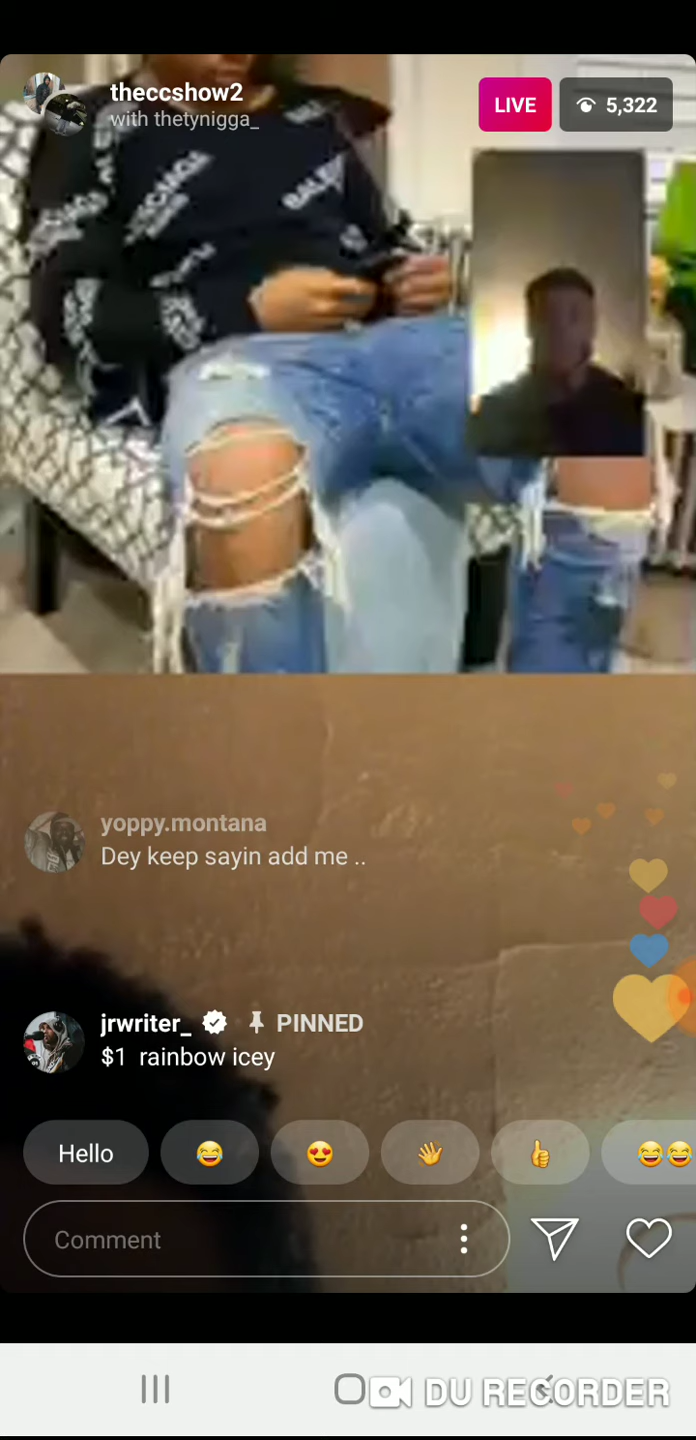 theccshow2
with thetynigga_
LIVE
5,322
yoppy.montana
Dey keep sayin add me ..
jrwriter_ PINNED
$1 rainbow icey
Hello
Comment
DU RECORDER